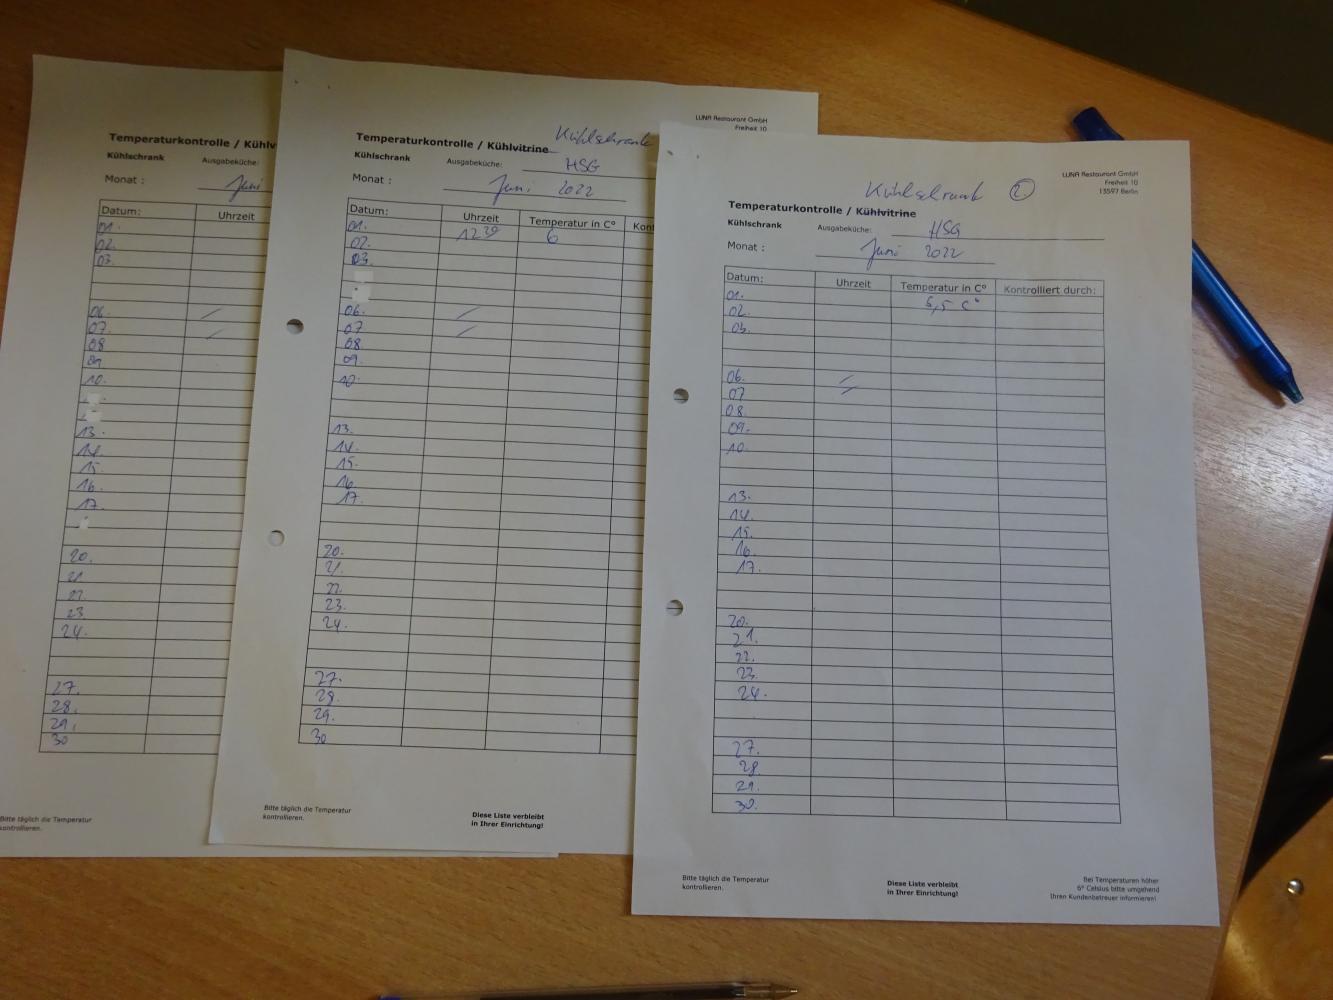 Temperaturkontrolle / Kühlv
Kühlschrank Ausgabeküche:
Monat : Juni
Datum: Uhrzeit
01.
02.
03.
06. /
07. /
08
09
10.
13.
14.
15.
16.
17.
20.
21
22.
23.
24.
27.
28.
29.
30
Bitte täglich die Temperatur
kontrollieren.
LUNA Restaurant GmbH
Freiheit 10
Kühlschrank
Temperaturkontrolle / Kühlvitrine
Kühlschrank Ausgabeküche: HSG
Monat : Juni 2022
Datum: Uhrzeit Temperatur in C° Kont
01. 12 39 6
02.
03.
06. /
07 /
08
09.
10.
13.
14.
15.
16.
17.
20.
21.
22.
23.
24.
27.
28.
29.
30
Bitte täglich die Temperatur
kontrollieren.
Diese Liste verbleibt
in Ihrer Einrichtung!
LUNA Restaurant GmbH
Freiheit 10
13597 Berlin
Kühlschrank 2
Temperaturkontrolle / Kühlvitrine
Kühlschrank Ausgabeküche: HSG
Monat : Juni 2022
Datum: Uhrzeit Temperatur in C° Kontrolliert durch:
01. 6,5 C°
02.
03.
06. /
07 /
08.
09.
10.
13.
14.
15.
16.
17.
20.
21.
22.
23.
24.
27.
28.
29.
30.
Bitte täglich die Temperatur
kontrollieren.
Diese Liste verbleibt
in Ihrer Einrichtung!
Bei Temperaturen höher
6° Celsius bitte umgehend
Ihren Kundenbetreuer informieren!